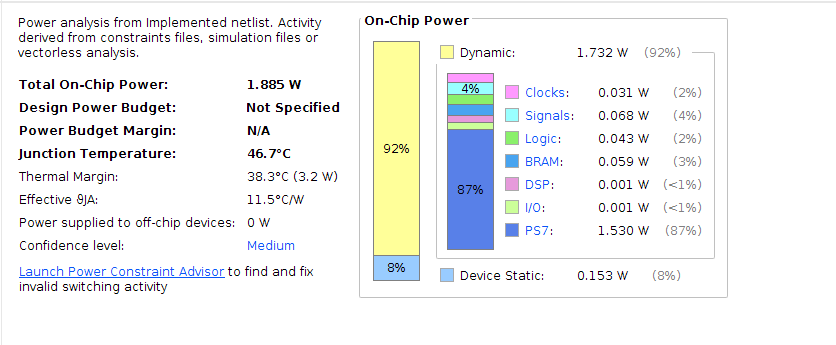 Power analysis from Implemented netlist. Activity
derived from constraints files, simulation files or
vectorless analysis.
Total On-Chip Power: 1.885 W
Design Power Budget: Not Specified
Power Budget Margin: N/A
Junction Temperature: 46.7°C
Thermal Margin: 38.3°C (3.2 W)
Effective ϑJA: 11.5°C/W
Power supplied to off-chip devices: 0 W
Confidence level: Medium
Launch Power Constraint Advisor to find and fix
invalid switching activity
On-Chip Power
92%
8%
Dynamic: 1.732 W (92%)
4%
87%
Clocks: 0.031 W (2%)
Signals: 0.068 W (4%)
Logic: 0.043 W (2%)
BRAM: 0.059 W (3%)
DSP: 0.001 W (<1%)
I/O: 0.001 W (<1%)
PS7: 1.530 W (87%)
Device Static: 0.153 W (8%)